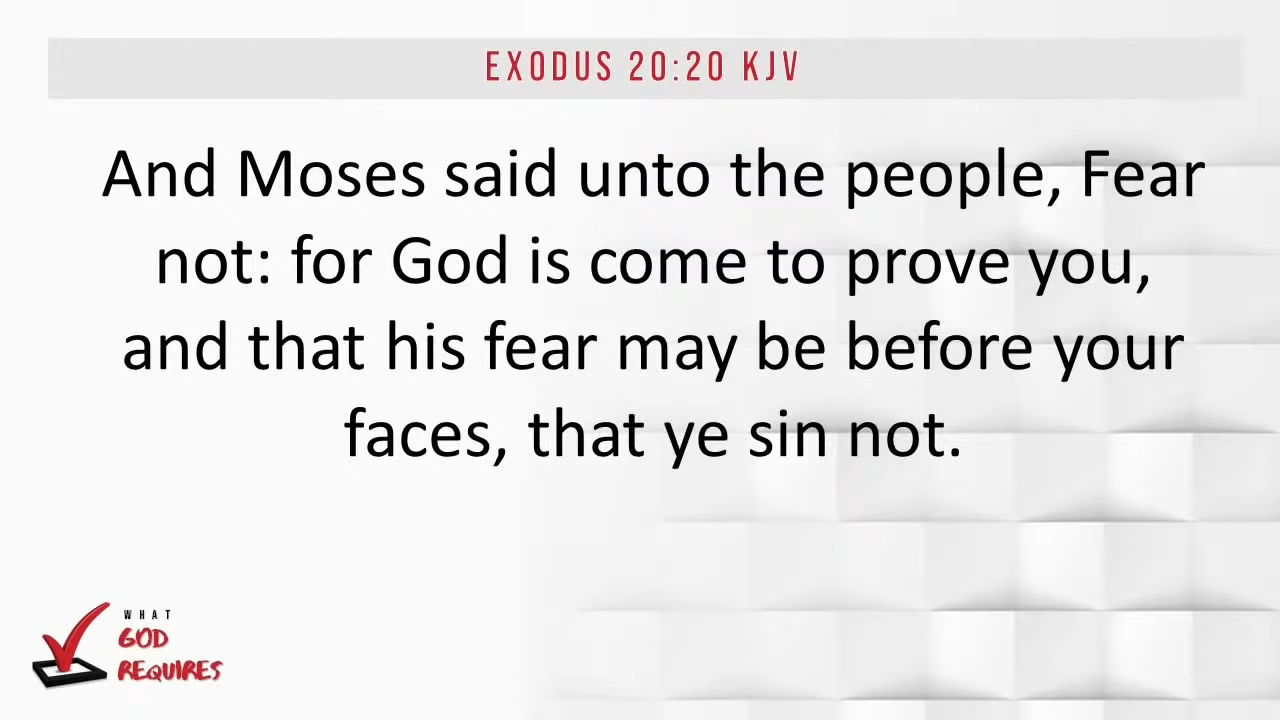 EXODUS 20:20 KJV
And Moses said unto the people, Fear
not: for God is come to prove you,
and that his fear may be before your
faces, that ye sin not.
WHAT
GOD
REQUIRES